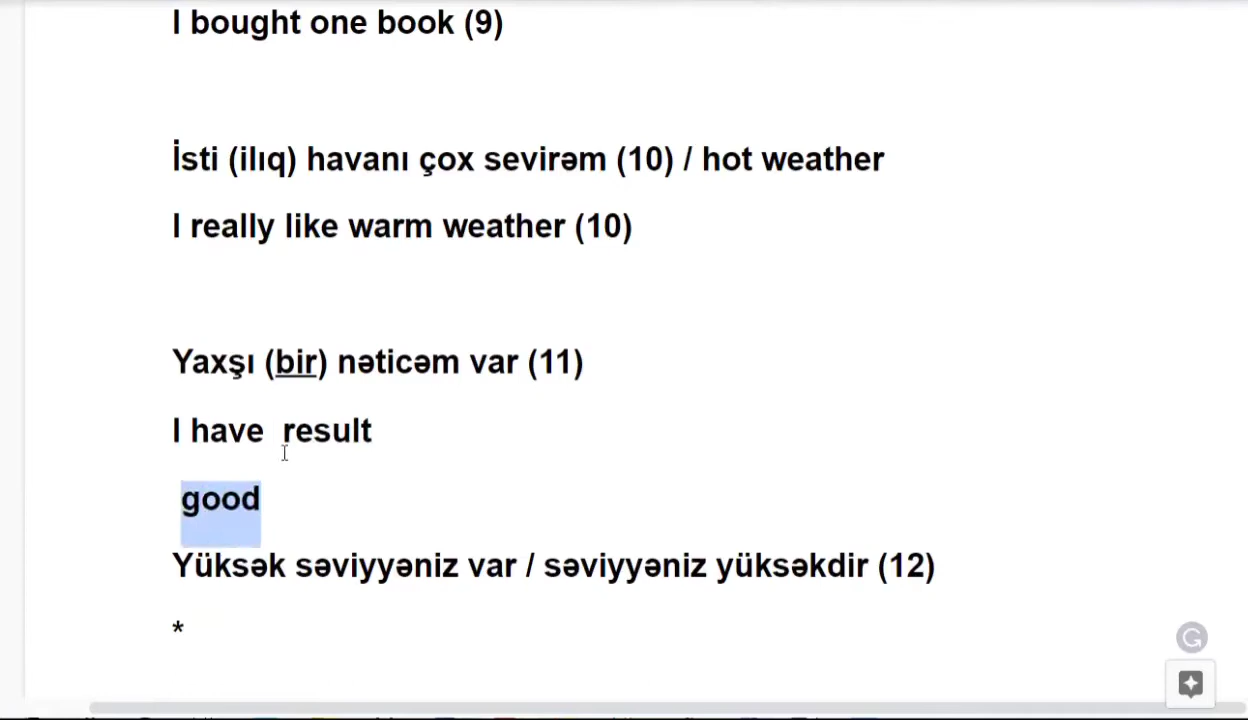 I bought one book (9)
İsti (ilıq) havanı çox sevirəm (10) / hot weather
I really like warm weather (10)
Yaxşı (bir) nəticəm var (11)
I have  result
good
Yüksək səviyyəniz var / səviyyəniz yüksəkdir (12)
*